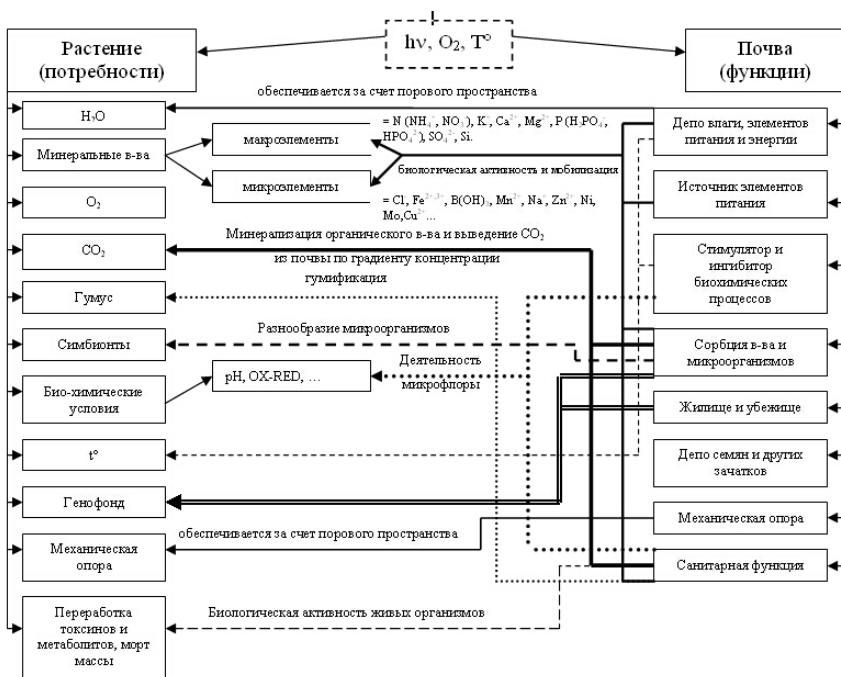 hν, O₂, T°
Растение
(потребности)
Почва
(функции)
обеспечивается за счет порового пространства
H₂O
Минеральные в-ва
O₂
CO₂
Гумус
Симбионты
Био-химические
условия
t°
Генофонд
Механическая
опора
Переработка
токсинов и
метаболитов, морт
массы
макроэлементы
микроэлементы
= N (NH₄⁺, NO₃⁻), K⁺, Ca²⁺, Mg²⁺, P (H₂PO₄⁻,
HPO₄²⁻), SO₄²⁻, Si.
биологическая активность и мобилизация
= Cl, Fe²⁺,³⁺, B(OH)₃, Mn²⁺, Na⁺, Zn²⁺, Ni,
Mo,Cu²⁺...
Минерализация органического в-ва и выведение CO₂
из почвы по градиенту концентрации
гумификация
Разнообразие микроорганизмов
pH, OX-RED, …
Деятельность
микрофлоры
обеспечивается за счет порового пространства
Биологическая активность живых организмов
Депо влаги, элементов
питания и энергии
Источник элементов
питания
Стимулятор и
ингибитор
биохимических
процессов
Сорбция в-ва и
микроорганизмов
Жилище и убежище
Депо семян и других
зачатков
Механическая опора
Санитарная функция